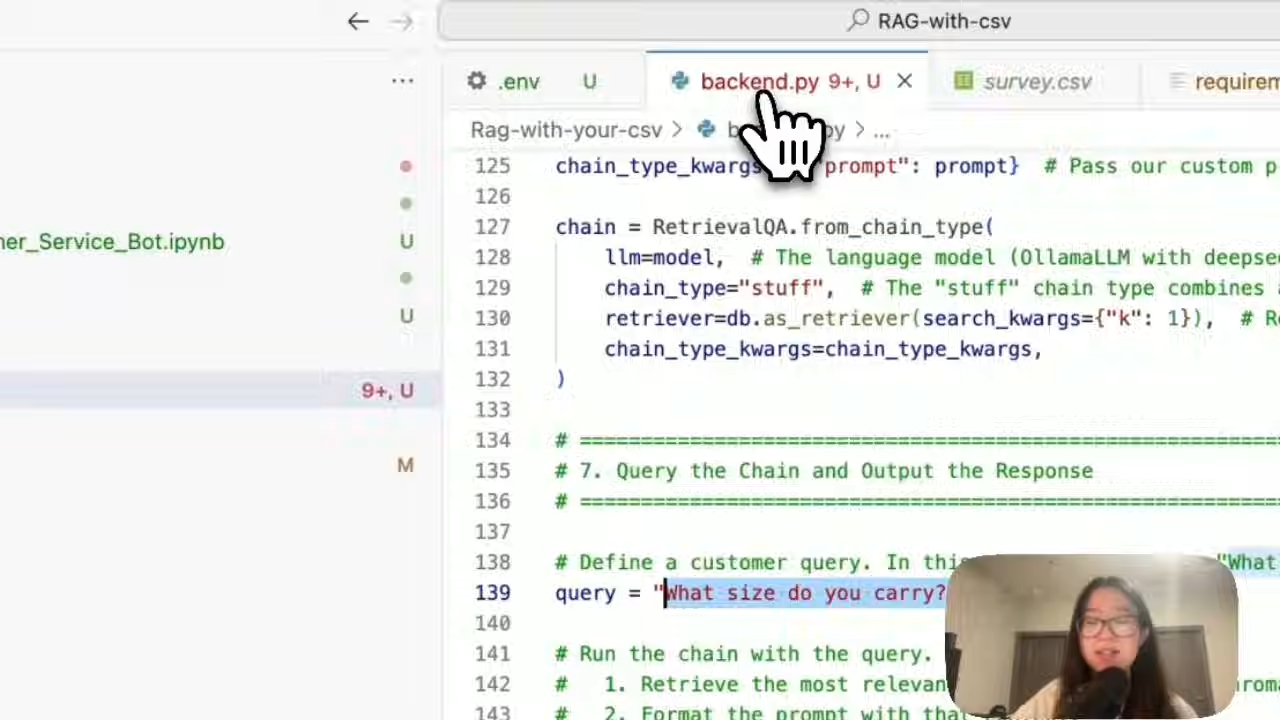 RAG-with-csv
.env U
backend.py 9+, U
survey.csv
requirem
Rag-with-your-csv > b py > ...
ner_Service_Bot.ipynb U
U
9+, U
M
125 chain_type_kwargs "prompt": prompt} # Pass our custom p
126
127 chain = RetrievalQA.from_chain_type(
128 llm=model, # The language model (OllamaLLM with deepse
129 chain_type="stuff", # The "stuff" chain type combines a
130 retriever=db.as_retriever(search_kwargs={"k": 1}), # R
131 chain_type_kwargs=chain_type_kwargs,
132 )
133
134 # =========================================================
135 # 7. Query the Chain and Output the Response
136 # =========================================================
137
138 # Define a customer query. In this "What
139 query = "What size do you carry?
140
141 # Run the chain with the query.
142 # 1. Retrieve the most relevan roma
143 # 2. Format the prompt with that